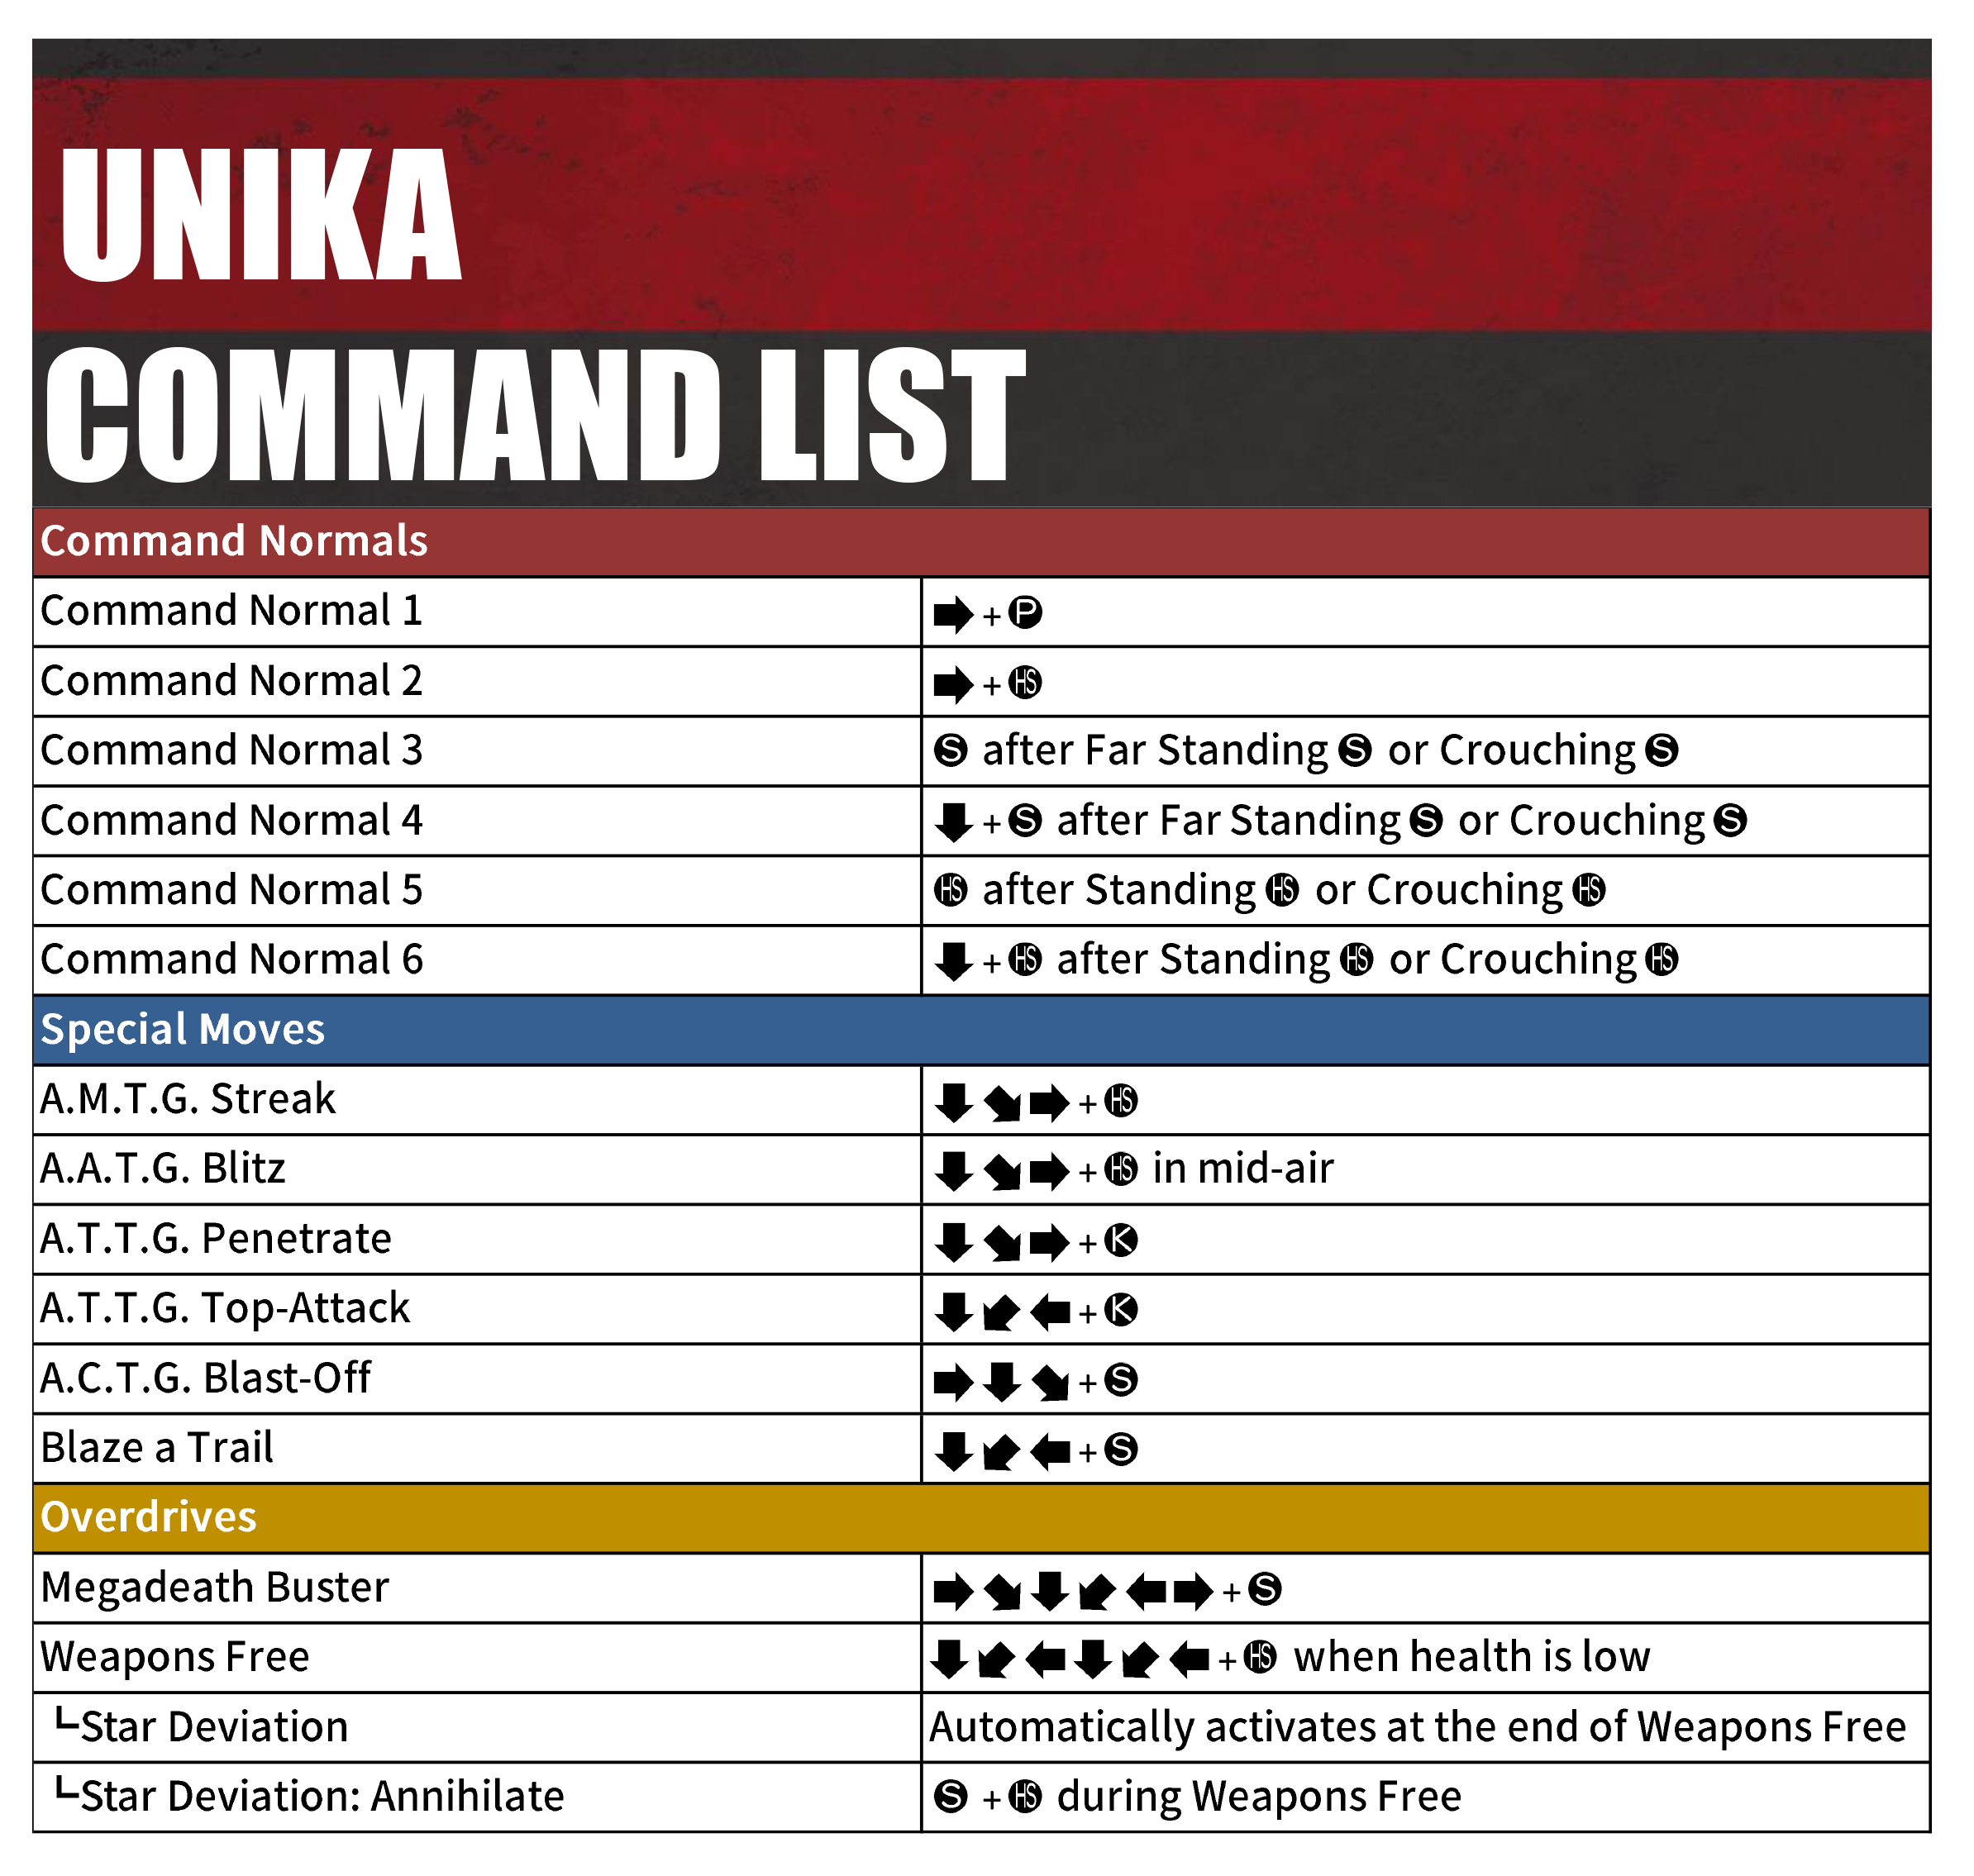 UNIKA
COMMAND LIST
Command Normals
Command Normal 1 ➡+P
Command Normal 2 ➡+HS
Command Normal 3 S after Far Standing S or Crouching S
Command Normal 4 ⬇+S after Far Standing S or Crouching S
Command Normal 5 HS after Standing HS or Crouching HS
Command Normal 6 ⬇+HS after Standing HS or Crouching HS
Special Moves
A.M.T.G. Streak ⬇⬊➡+HS
A.A.T.G. Blitz ⬇⬊➡+HS in mid-air
A.T.T.G. Penetrate ⬇⬊➡+K
A.T.T.G. Top-Attack ⬇⬋⬅+K
A.C.T.G. Blast-Off ➡⬇⬊+S
Blaze a Trail ⬇⬋⬅+S
Overdrives
Megadeath Buster ➡⬊⬇⬋⬅➡+S
Weapons Free ⬇⬋⬅⬇⬋⬅+HS when health is low
┗Star Deviation Automatically activates at the end of Weapons Free
┗Star Deviation: Annihilate S+HS during Weapons Free